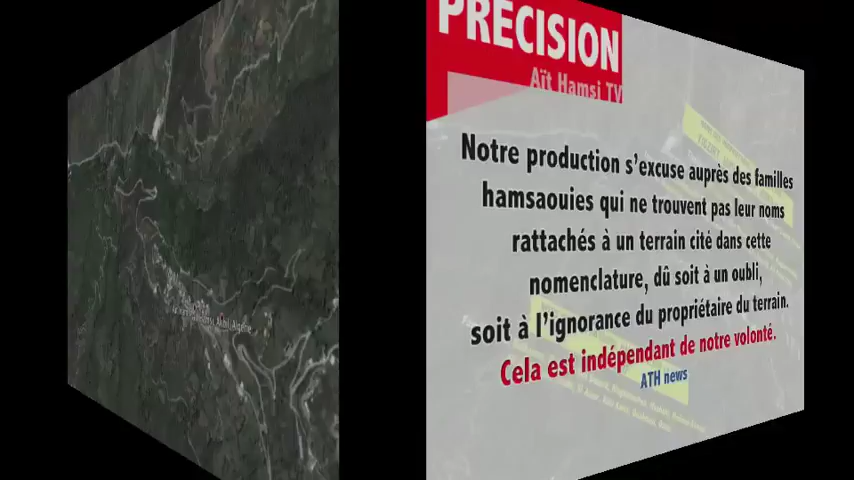 PRÉCISION
Aït Hamsi TV
Notre production s'excuse auprès des familles
hamsaouies qui ne trouvent pas leur noms
rattachés à un terrain cité dans cette
nomenclature, dû soit à un oubli,
soit à l'ignorance du propriétaire du terrain.
Cela est indépendant de notre volonté.
ATH news